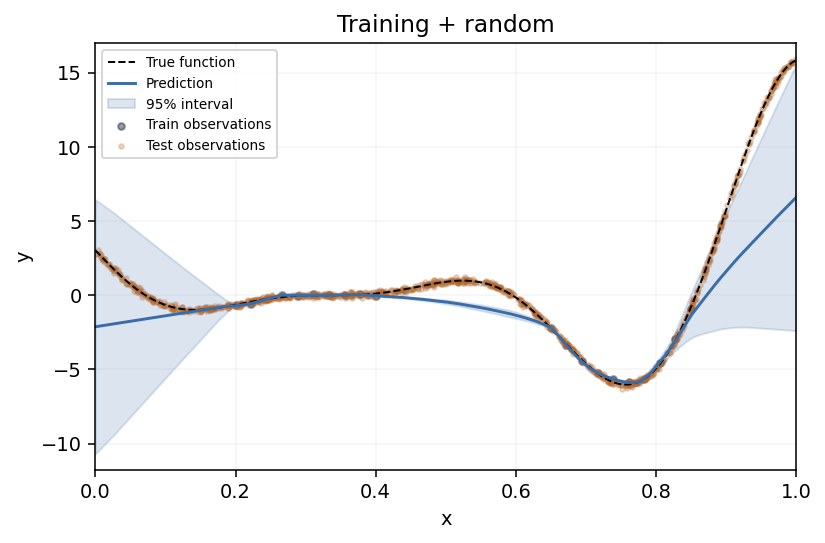 Training + random
True function
Prediction
95% interval
Train observations
Test observations
y
15
10
5
0
−5
−10
0.0 0.2 0.4 0.6 0.8 1.0
x